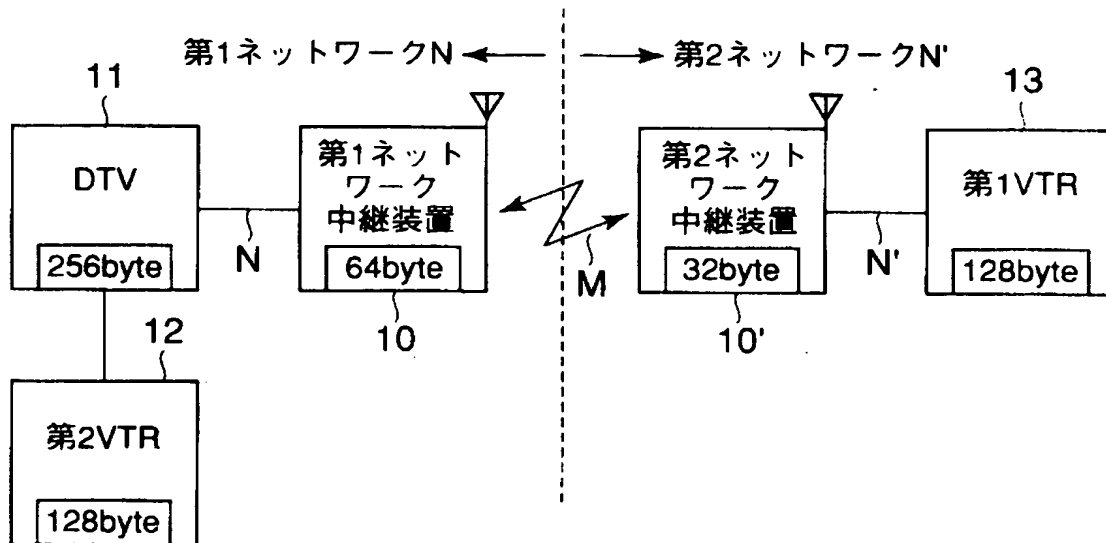 第1ネットワークN
第2ネットワークN'
11
13
DTV
256byte
N
第1ネット
ワーク
中継装置
64byte
10
M
第2ネット
ワーク
中継装置
32byte
10'
N'
第1VTR
128byte
12
第2VTR
128byte